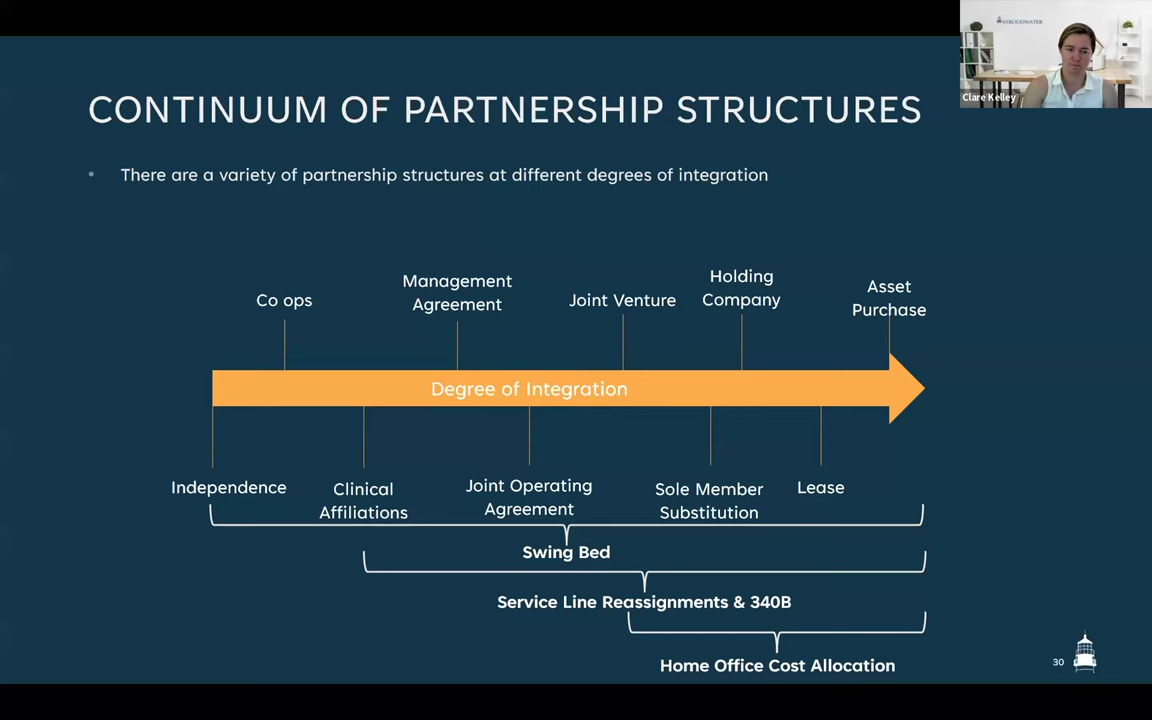 STROUDWATER
Clare Kelley
CONTINUUM OF PARTNERSHIP STRUCTURES
• There are a variety of partnership structures at different degrees of integration
Co ops
Management
Agreement
Joint Venture
Holding
Company
Asset
Purchase
Degree of Integration
Independence
Clinical
Affiliations
Joint Operating
Agreement
Sole Member
Substitution
Lease
Swing Bed
Service Line Reassignments & 340B
Home Office Cost Allocation
30